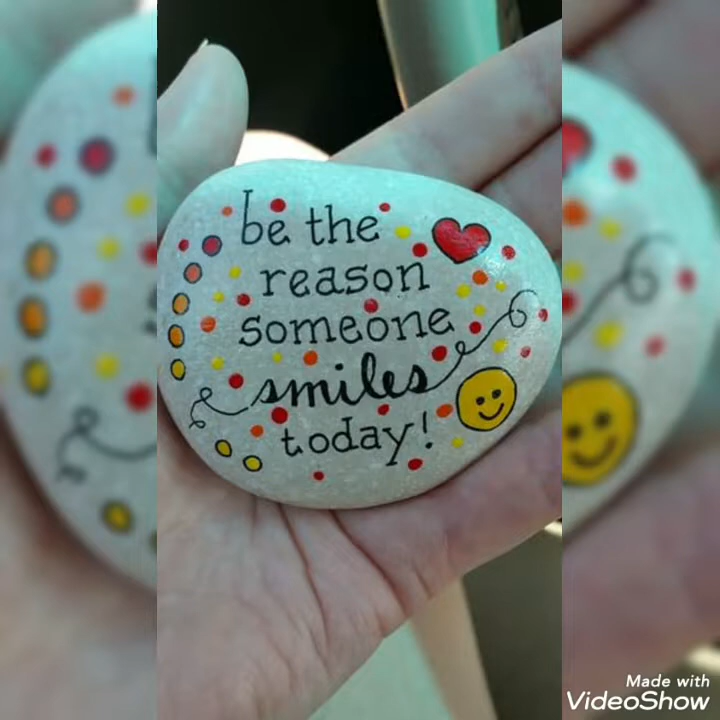 be the
reason
someone
smiles
today!
Made with
VideoShow